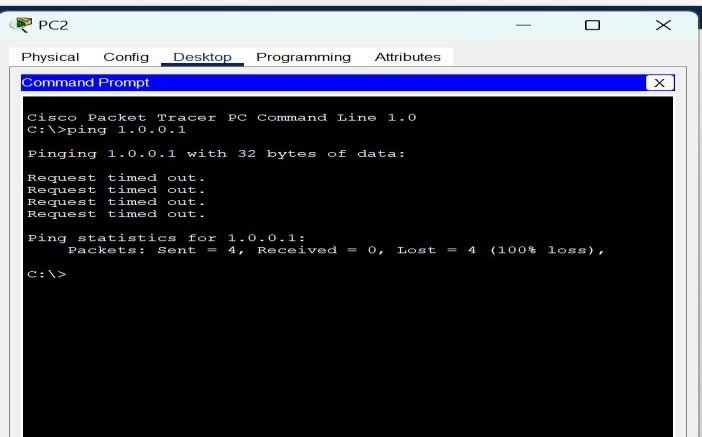 PC2
Physical Config Desktop Programming Attributes
Command Prompt
X
Cisco Packet Tracer PC Command Line 1.0
C:\>ping 1.0.0.1
Pinging 1.0.0.1 with 32 bytes of data:
Request timed out.
Request timed out.
Request timed out.
Request timed out.
Ping statistics for 1.0.0.1:
Packets: Sent = 4, Received = 0, Lost = 4 (100% loss),
C:\>